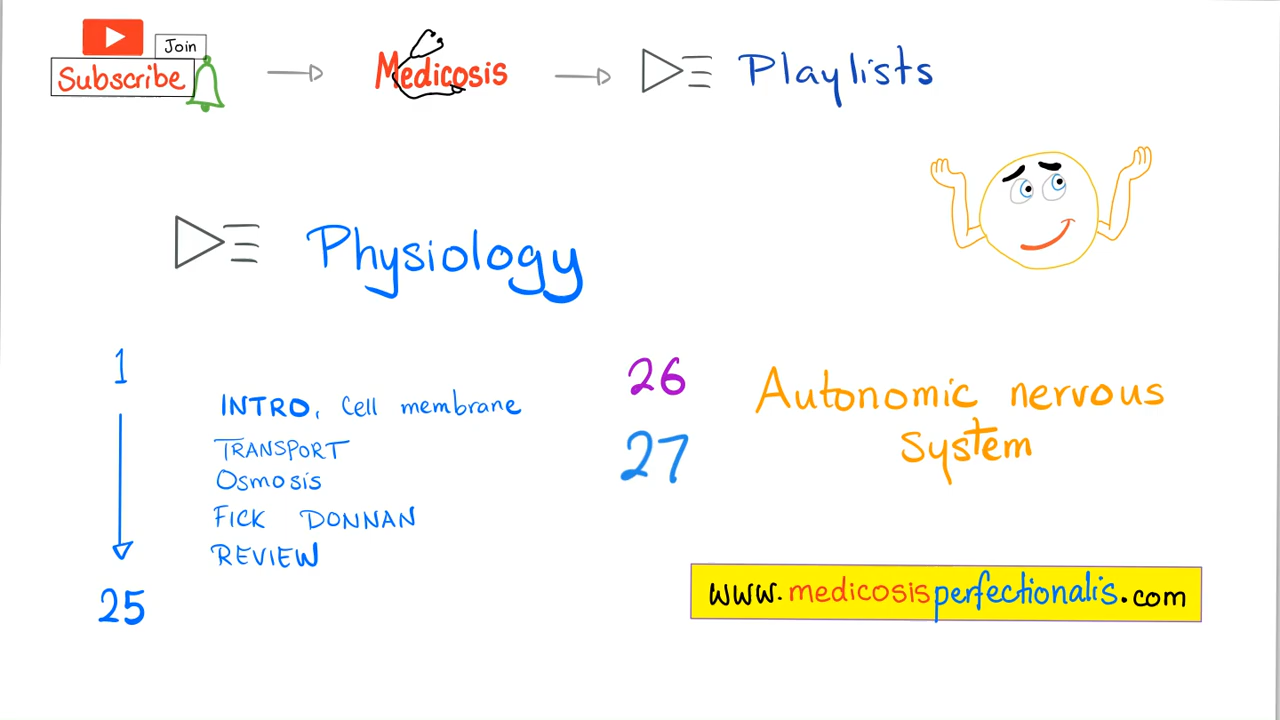 Join
Subscribe
Medicosis
Playlists
Physiology
1
INTRO, Cell membrane
TRANSPORT
Osmosis
FICK DONNAN
REVIEW
25
26
27
Autonomic nervous
system
www.medicosisperfectionalis.com